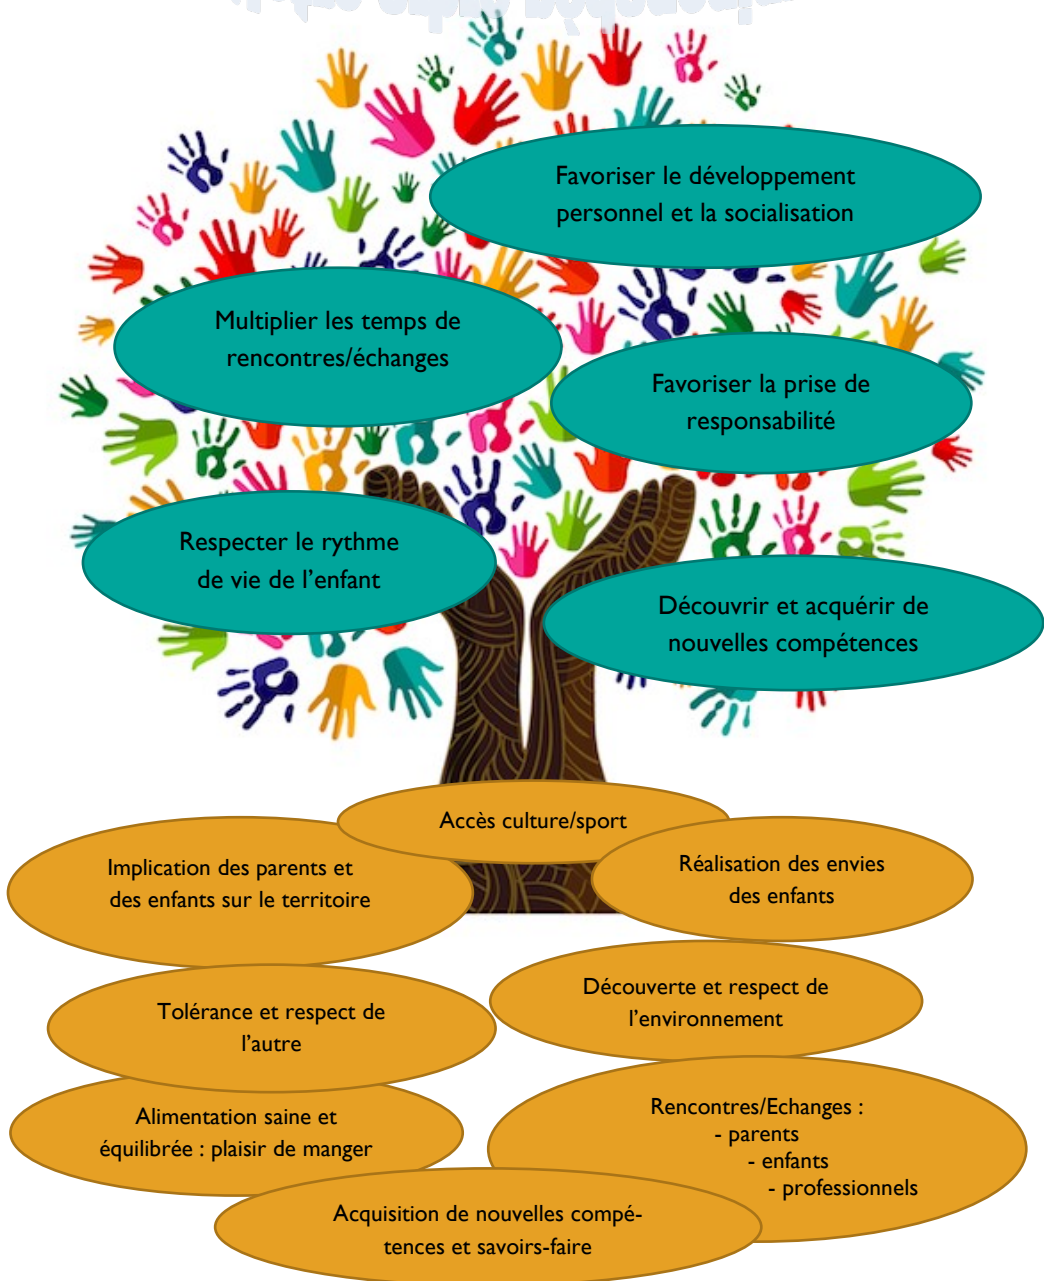 Favoriser le développement
personnel et la socialisation
Multiplier les temps de
rencontres/échanges
Favoriser la prise de
responsabilité
Respecter le rythme
de vie de l’enfant
Découvrir et acquérir de
nouvelles compétences
Accès culture/sport
Implication des parents et
des enfants sur le territoire
Réalisation des envies
des enfants
Tolérance et respect de
l’autre
Découverte et respect de
l’environnement
Alimentation saine et
équilibrée : plaisir de manger
Rencontres/Echanges :
- parents
- enfants
- professionnels
Acquisition de nouvelles compé-
tences et savoirs-faire